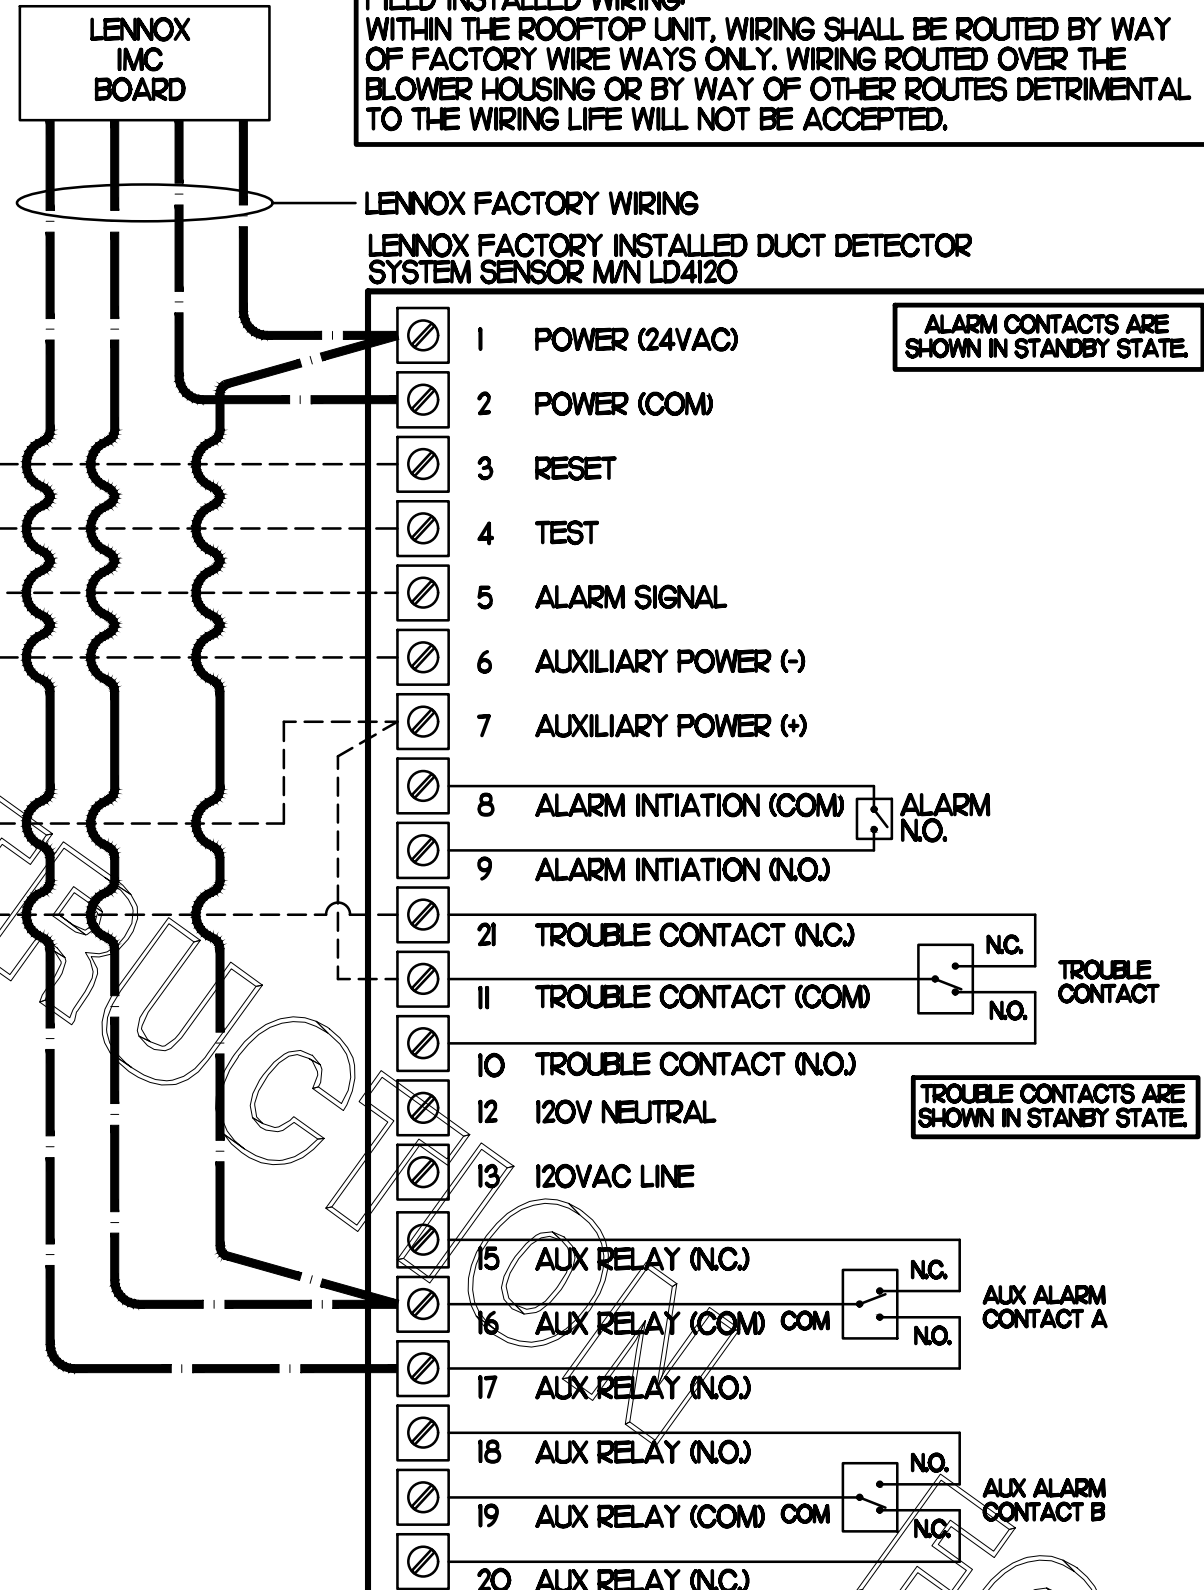 LENNOX
IMC
BOARD
FIELD INSTALLED WIRING:
WITHIN THE ROOFTOP UNIT, WIRING SHALL BE ROUTED BY WAY
OF FACTORY WIRE WAYS ONLY. WIRING ROUTED OVER THE
BLOWER HOUSING OR BY WAY OF OTHER ROUTES DETRIMENTAL
TO THE WIRING LIFE WILL NOT BE ACCEPTED.
LENNOX FACTORY WIRING
LENNOX FACTORY INSTALLED DUCT DETECTOR
SYSTEM SENSOR M/N LD4120
ALARM CONTACTS ARE
SHOWN IN STANDBY STATE.
1 POWER (24VAC)
2 POWER (COM)
3 RESET
4 TEST
5 ALARM SIGNAL
6 AUXILIARY POWER (-)
7 AUXILIARY POWER (+)
8 ALARM INTIATION (COM)
ALARM
N.O.
9 ALARM INTIATION (N.O.)
21 TROUBLE CONTACT (N.C.)
N.C.
11 TROUBLE CONTACT (COM)
N.O.
TROUBLE
CONTACT
10 TROUBLE CONTACT (N.O.)
12 120V NEUTRAL
TROUBLE CONTACTS ARE
SHOWN IN STANBY STATE.
13 120VAC LINE
15 AUX RELAY (N.C.)
N.C.
16 AUX RELAY (COM) COM
N.O.
AUX ALARM
CONTACT A
17 AUX RELAY (N.O.)
18 AUX RELAY (N.O.)
N.O.
19 AUX RELAY (COM) COM
N.C.
AUX ALARM
CONTACT B
20 AUX RELAY (N.C.)
RUCTION